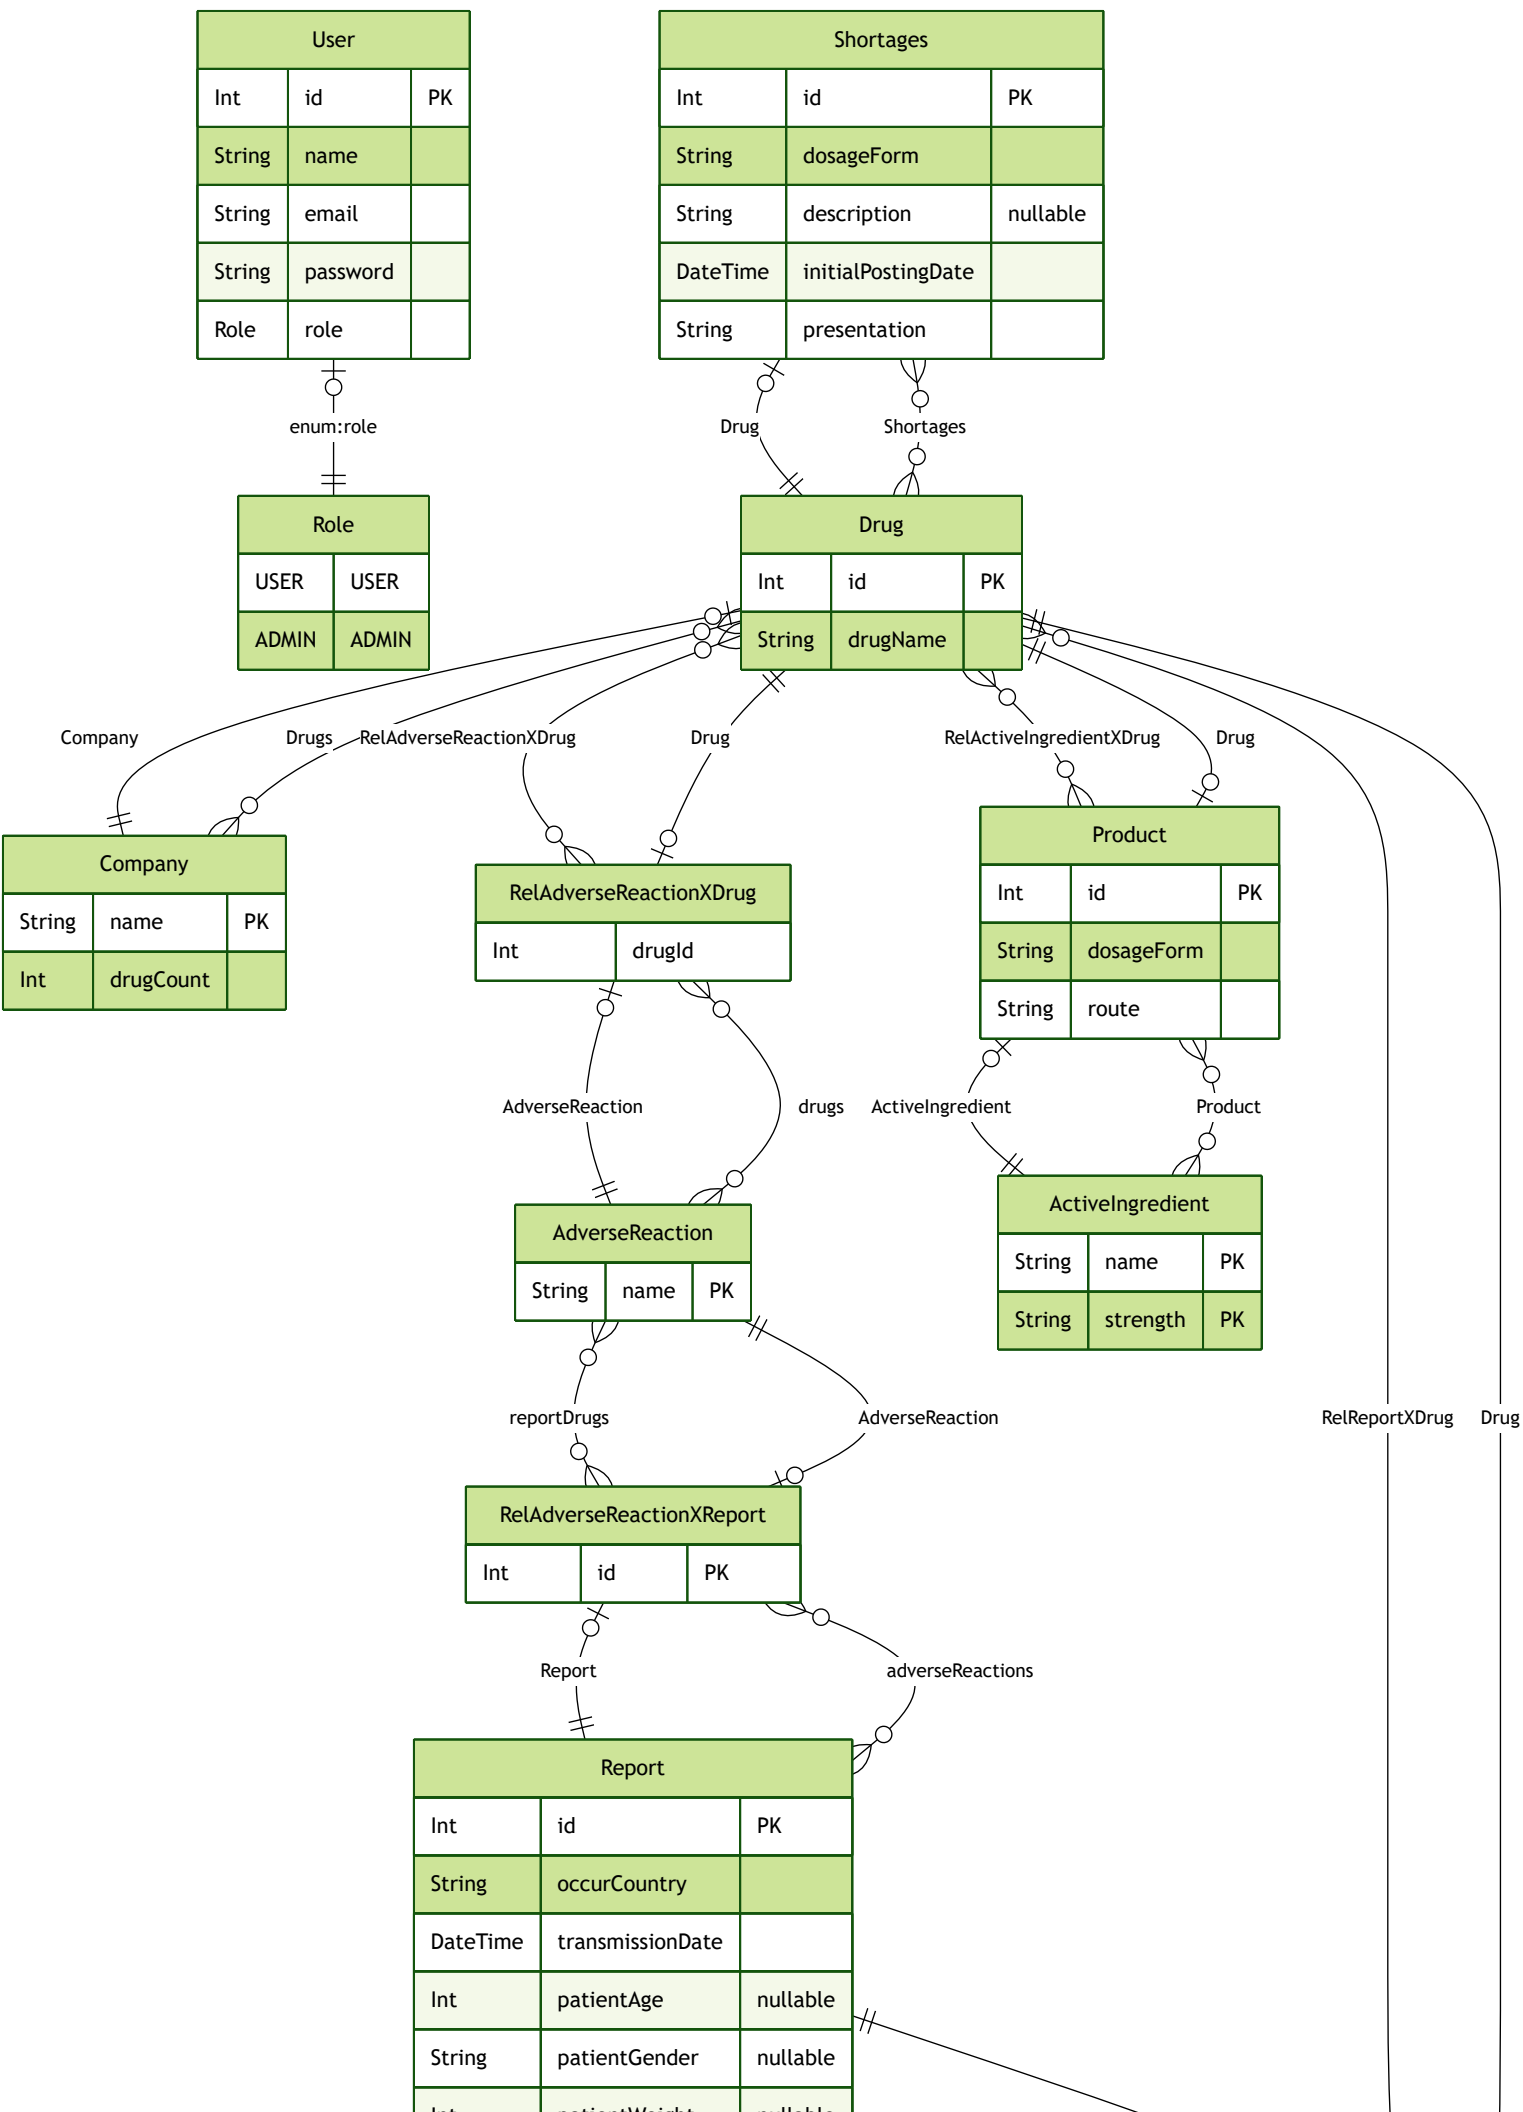 User
Int id PK
String name
String email
String password
Role role
Shortages
Int id PK
String dosageForm
String description nullable
DateTime initialPostingDate
String presentation
enum:role
Drug
Shortages
Role
USER USER
ADMIN ADMIN
Drug
Int id PK
String drugName
Company
Drugs
RelAdverseReactionXDrug
Drug
RelActiveIngredientXDrug
Drug
Company
String name PK
Int drugCount
RelAdverseReactionXDrug
Int drugId
Product
Int id PK
String dosageForm
String route
AdverseReaction
drugs
ActiveIngredient
Product
AdverseReaction
String name PK
ActiveIngredient
String name PK
String strength PK
reportDrugs
AdverseReaction
RelReportXDrug
Drug
RelAdverseReactionXReport
Int id PK
Report
adverseReactions
Report
Int id PK
String occurCountry
DateTime transmissionDate
Int patientAge nullable
String patientGender nullable
Int patientWeight nullable